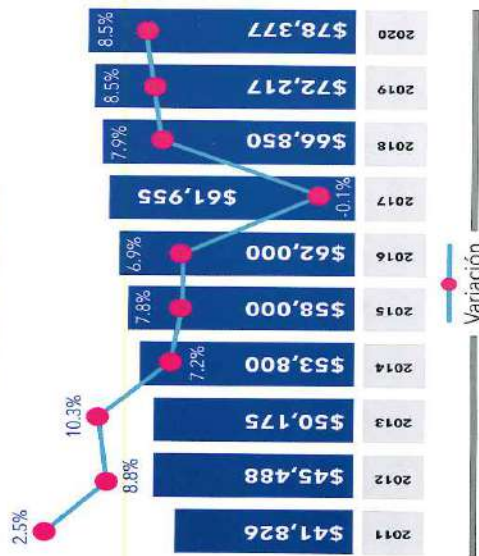 8.5% $78,377 2020
8.5% $72,217 2019
7.9% $66,850 2018
$61,955 -0.1% 2017
6.9% $62,000 2016
7.8% $58,000 2015
7.2% $53,800 2014
10.3% $50,175 2013
8.8% $45,488 2012
2.5% $41,826 2011
Variación